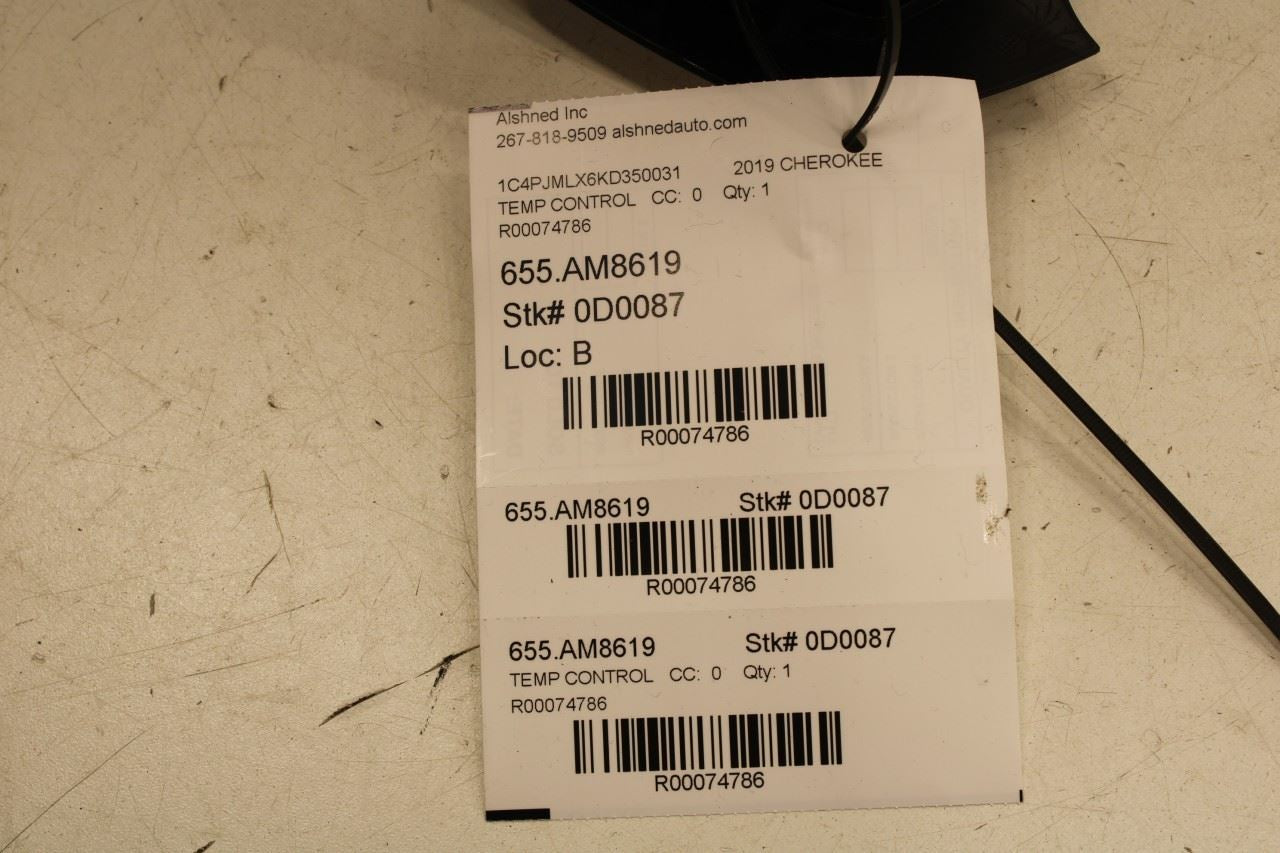 Alshned Inc
267-818-9509 alshnedauto.com
1C4PJMLX6KD350031 2019 CHEROKEE
TEMP CONTROL CC: 0 Qty: 1
R00074786
655.AM8619
Stk# 0D0087
Loc: B
R00074786
655.AM8619 Stk# 0D0087
R00074786
655.AM8619 Stk# 0D0087
TEMP CONTROL CC: 0 Qty: 1
R00074786
R00074786